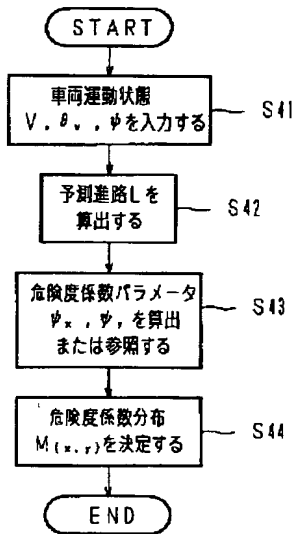 START
車両運動状態
V, θv, ψを入力する
S41
予測進路Lを
算出する
S42
危険度係数パラメータ
ψx, ψyを算出
または参照する
S43
危険度係数分布
M(x, y)を決定する
S44
END